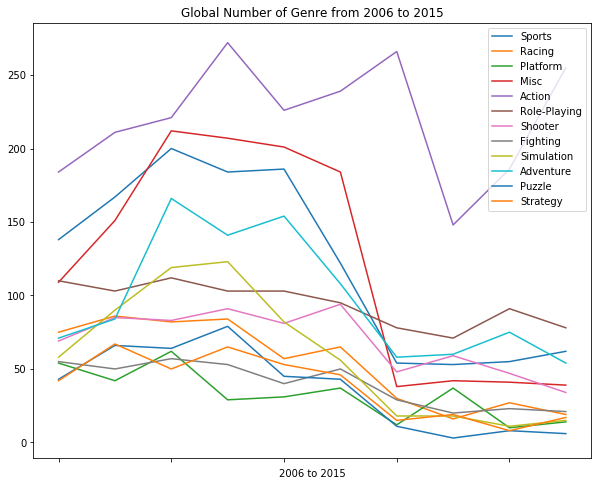 Global Number of Genre from 2006 to 2015
Sports
Racing
Platform
Misc
Action
Role-Playing
Shooter
Fighting
Simulation
Adventure
Puzzle
Strategy
250
200
150
100
50
0
2006 to 2015